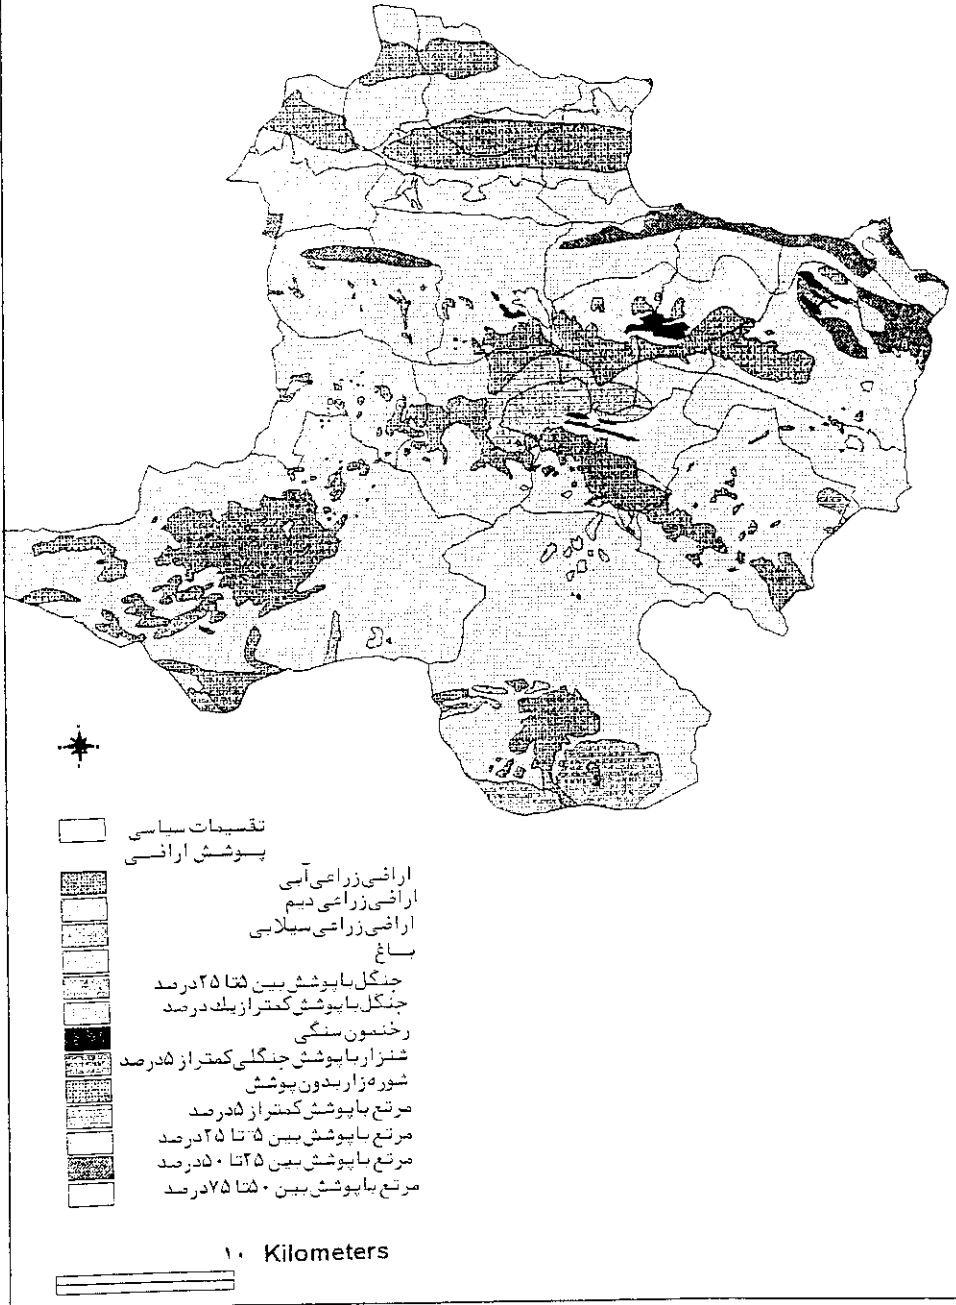 تقسیمات سیاسی
پوشش اراضی
اراضی زراعی آبی
اراضی زراعی دیم
اراضی زراعی سیلابی
باغ
جنگل با پوشش بین ۵ تا ۲۵ درصد
جنگل با پوشش کمتر از یک درصد
رخنمون سنگی
شنزار با پوشش جنگلی کمتر از ۵ درصد
شوره زار بدون پوشش
مرتع با پوشش کمتر از ۵ درصد
مرتع با پوشش بین ۵ تا ۲۵ درصد
مرتع با پوشش بین ۲۵ تا ۵۰ درصد
مرتع با پوشش بین ۵۰ تا ۷۵ درصد
۱۰ Kilometers